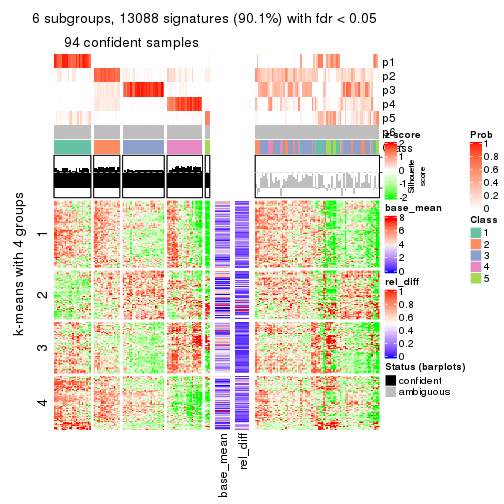 6 subgroups, 13088 signatures (90.1%) with fdr < 0.05
94 confident samples
p1
p2
p3
p4
p5
p6
Class
k-means with 4 groups
1
2
3
4
base_mean
rel_diff
Silhouette
score
z-score
2
1
0
-1
-2
base_mean
8
6
4
2
0
rel_diff
1
0.8
0.6
0.4
0.2
0
Status (barplots)
confident
ambiguous
Prob
1
0.8
0.6
0.4
0.2
0
Class
1
2
3
4
5